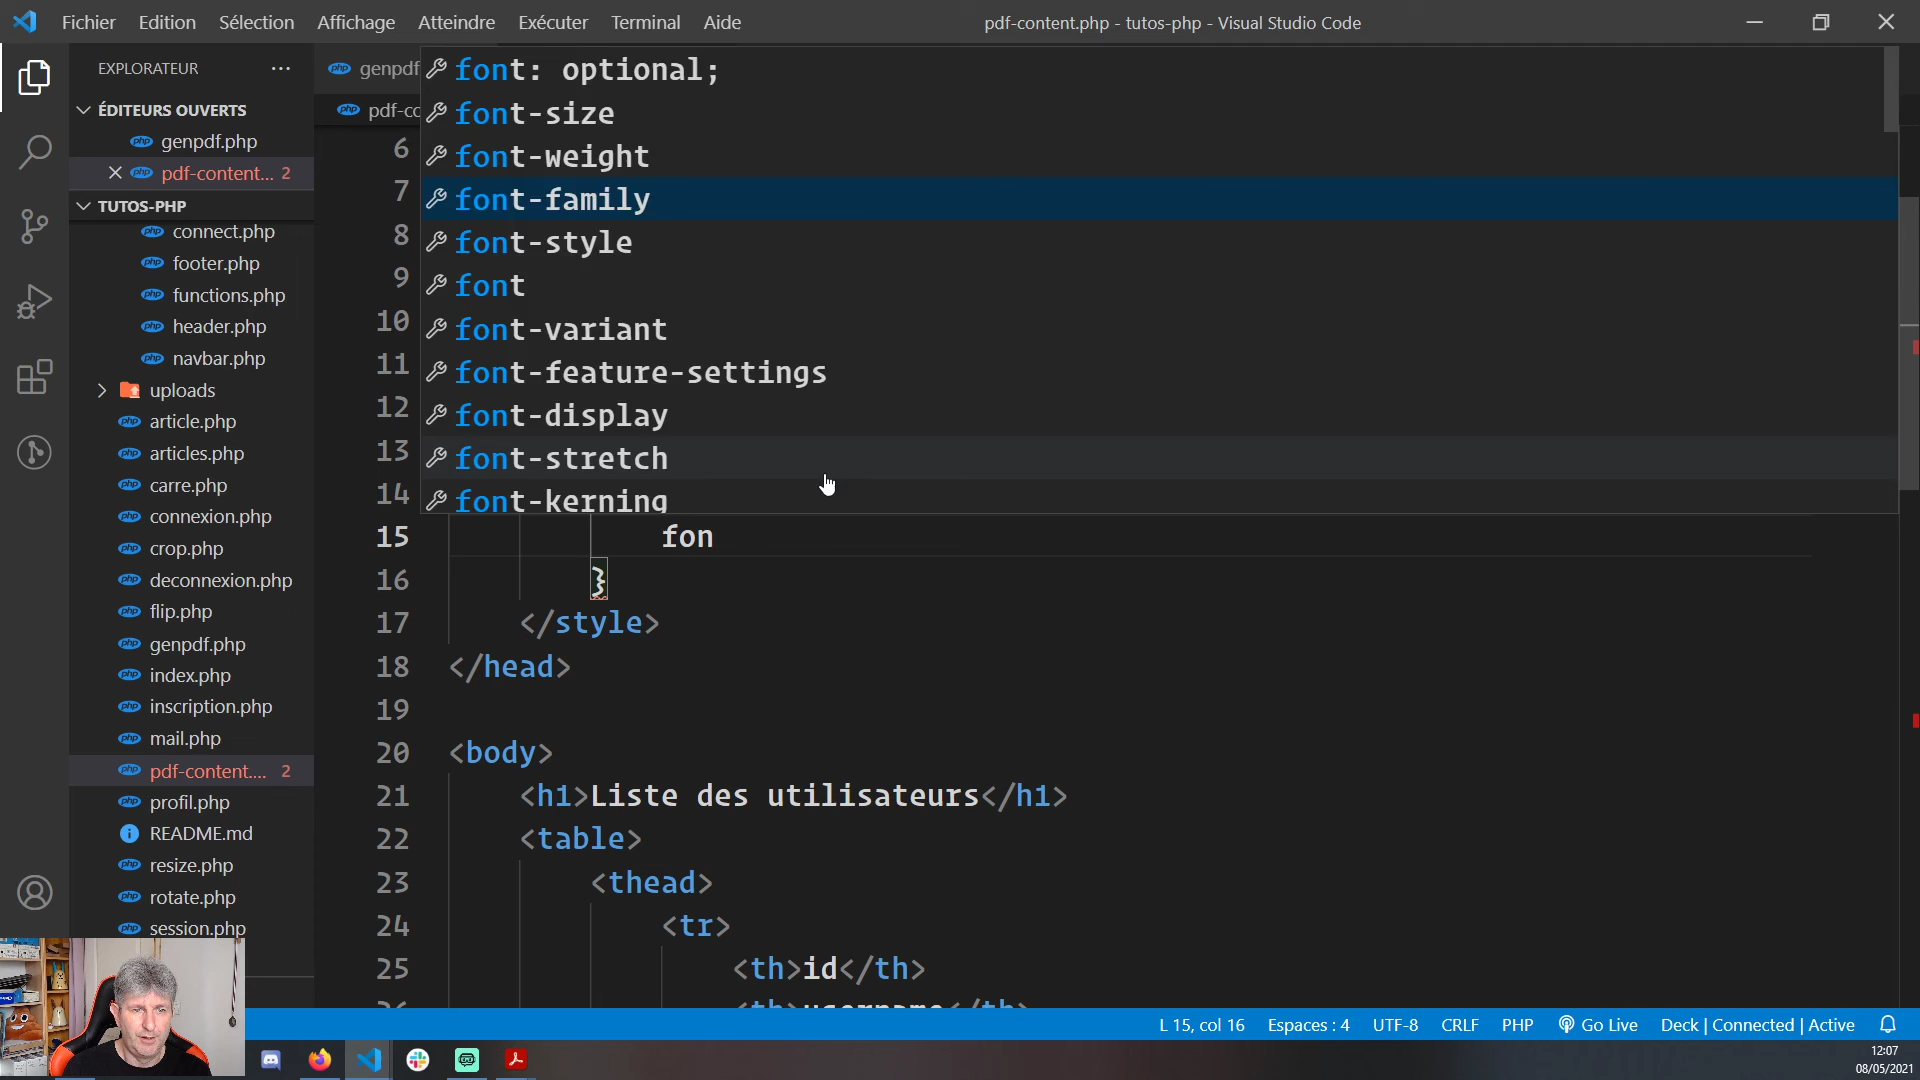 Fichier Edition Sélection Affichage Atteindre Exécuter Terminal Aide
pdf-content.php - tutos-php - Visual Studio Code
EXPLORATEUR
ÉDITEURS OUVERTS
genpdf.php
pdf-content... 2
TUTOS-PHP
connect.php
footer.php
functions.php
header.php
navbar.php
uploads
article.php
articles.php
carre.php
connexion.php
crop.php
deconnexion.php
flip.php
genpdf.php
index.php
inscription.php
mail.php
pdf-content.... 2
profil.php
README.md
resize.php
rotate.php
session.php
genpdf
pdf-co
font: optional;
font-size
font-weight
font-family
font-style
font
font-variant
font-feature-settings
font-display
font-stretch
font-kerning
6
7
8
9
10
11
12
13
14
15 fon
16 }
17 </style>
18 </head>
19
20 <body>
21 <h1>Liste des utilisateurs</h1>
22 <table>
23 <thead>
24 <tr>
25 <th>id</th>
26 <th>username</th>
L 15, col 16 Espaces : 4 UTF-8 CRLF PHP Go Live Deck | Connected | Active
12:07
08/05/2021